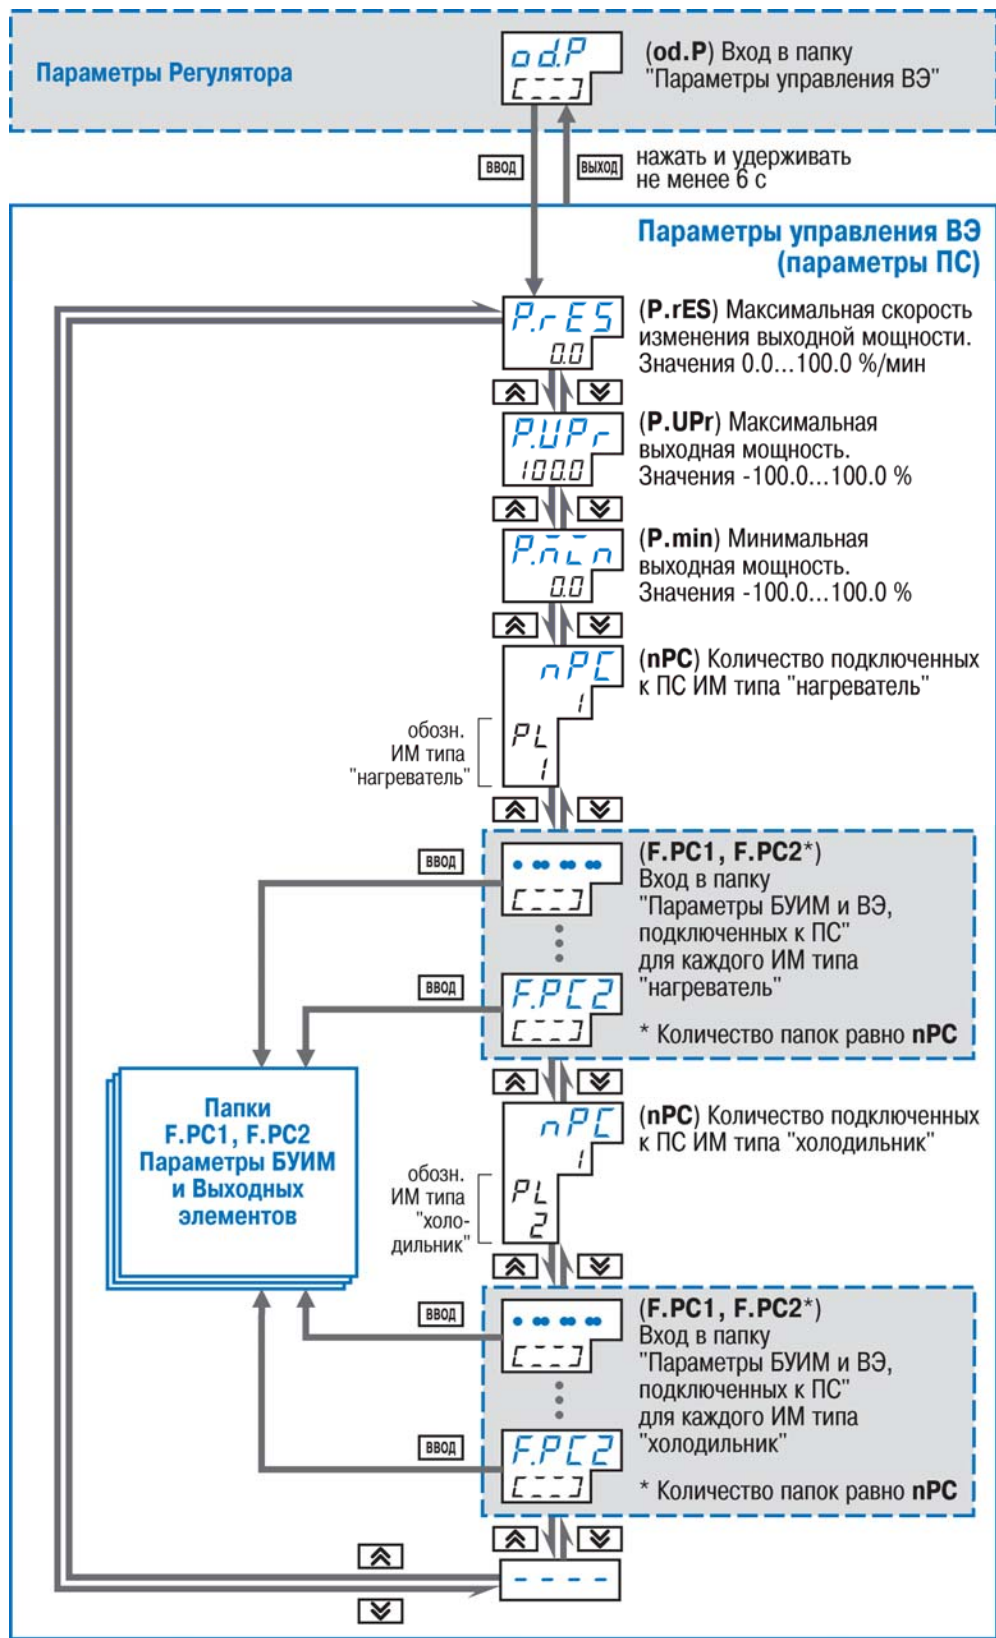 Параметры Регулятора
od.P
(od.P) Вход в папку
"Параметры управления ВЭ"
ВВОД
ВЫХОД
нажать и удерживать
не менее 6 с
Параметры управления ВЭ
(параметры ПС)
P.rES
0.0
(P.rES) Максимальная скорость
изменения выходной мощности.
Значения 0.0...100.0 %/мин
P.UPr
100.0
(P.UPr) Максимальная
выходная мощность.
Значения -100.0...100.0 %
P.min
0.0
(P.min) Минимальная
выходная мощность.
Значения -100.0...100.0 %
nPC
1
(nPC) Количество подключенных
к ПС ИМ типа "нагреватель"
обозн.
ИМ типа
"нагреватель"
PL
1
ВВОД
(F.PC1, F.PC2*)
Вход в папку
"Параметры БУИМ и ВЭ,
подключенных к ПС"
для каждого ИМ типа
"нагреватель"
ВВОД
F.PC2
* Количество папок равно nPC
Папки
F.PC1, F.PC2
Параметры БУИМ
и Выходных
элементов
nPC
1
(nPC) Количество подключенных
к ПС ИМ типа "холодильник"
обозн.
ИМ типа
"холо-
дильник"
PL
2
ВВОД
(F.PC1, F.PC2*)
Вход в папку
"Параметры БУИМ и ВЭ,
подключенных к ПС"
для каждого ИМ типа
"холодильник"
ВВОД
F.PC2
* Количество папок равно nPC
- - - -